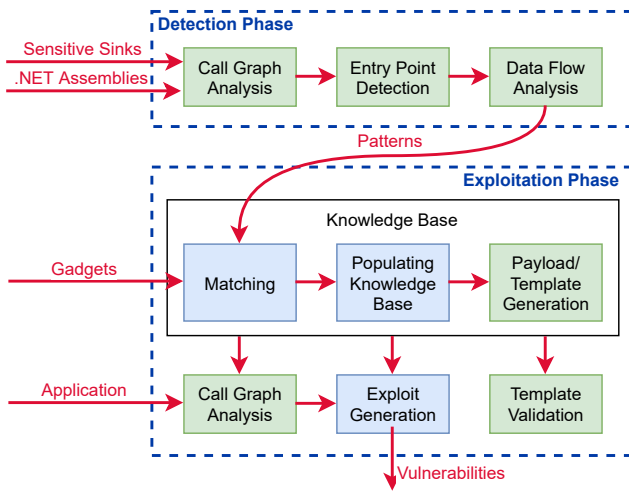 Detection Phase
Sensitive Sinks
.NET Assemblies
Call Graph
Analysis
Entry Point
Detection
Data Flow
Analysis
Patterns
Exploitation Phase
Knowledge Base
Gadgets
Matching
Populating
Knowledge
Base
Payload/
Template
Generation
Application
Call Graph
Analysis
Exploit
Generation
Template
Validation
Vulnerabilities